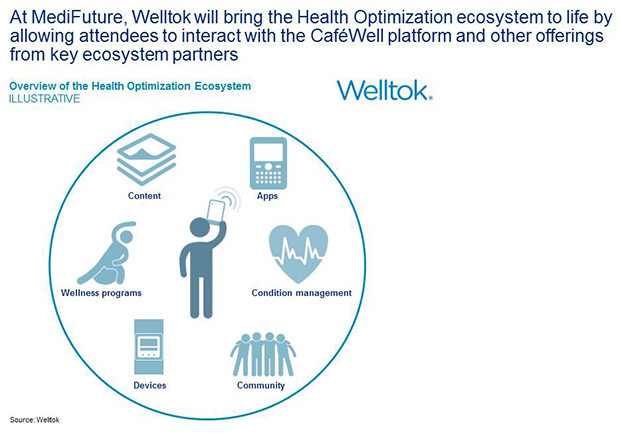 At MediFuture, Welltok will bring the Health Optimization ecosystem to life by
allowing attendees to interact with the CaféWell platform and other offerings
from key ecosystem partners
Overview of the Health Optimization Ecosystem
ILLUSTRATIVE
Welltok®
Content
Apps
Wellness programs
Condition management
Devices
Community
Source: Welltok